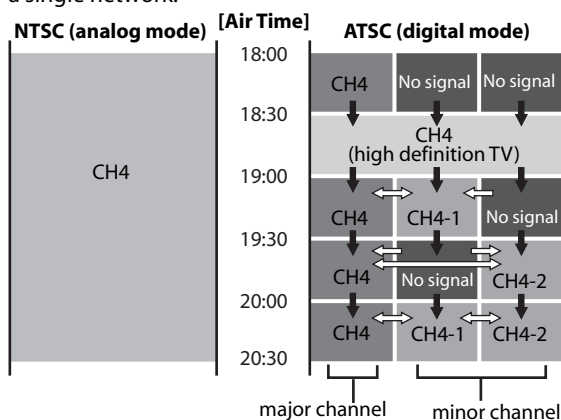 a single network.
NTSC (analog mode) [Air Time] ATSC (digital mode)
18:00
CH4 No signal No signal
18:30
CH4
(high definition TV)
CH4
19:00
CH4 CH4-1 No signal
19:30
CH4 No signal CH4-2
20:00
CH4 CH4-1 CH4-2
20:30
major channel minor channel